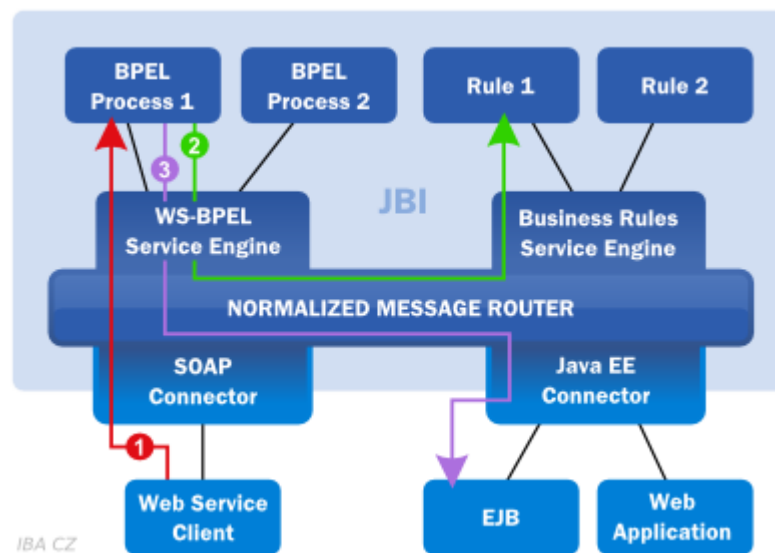 BPEL
Process 1
BPEL
Process 2
Rule 1
Rule 2
3
2
JBI
WS-BPEL
Service Engine
Business Rules
Service Engine
NORMALIZED MESSAGE ROUTER
SOAP
Connector
Java EE
Connector
1
Web Service
Client
EJB
Web
Application
IBA CZ